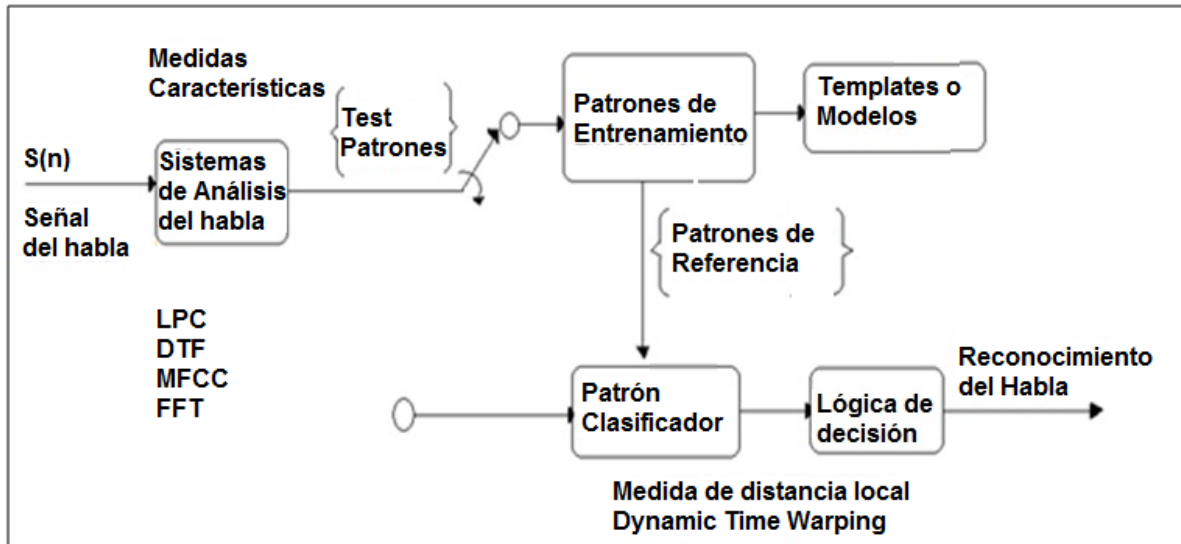 Medidas
Características
Test
Patrones
Patrones de
Entrenamiento
Templates o
Modelos
S(n)
Señal
del habla
Sistemas
de Análisis
del habla
Patrones de
Referencia
LPC
DTF
MFCC
FFT
Patrón
Clasificador
Lógica de
decisión
Reconocimiento
del Habla
Medida de distancia local
Dynamic Time Warping